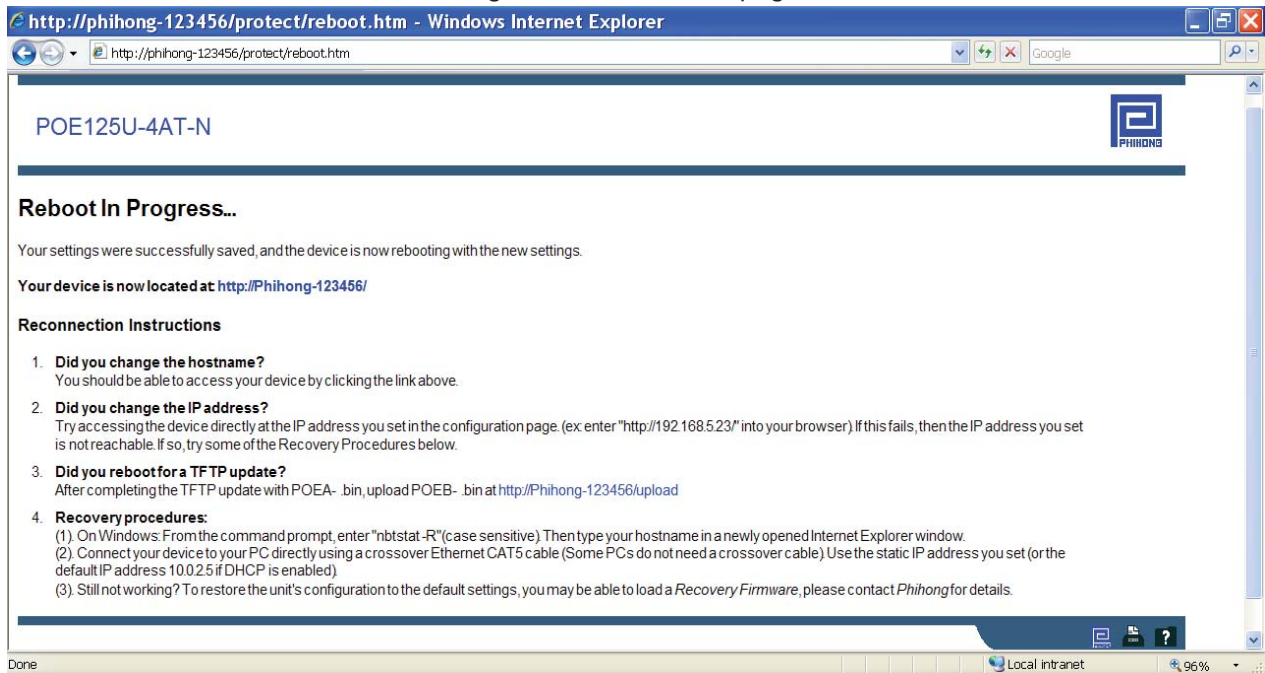 http://phihong-123456/protect/reboot.htm - Windows Internet Explorer
http://phihong-123456/protect/reboot.htm
Google
POE125U-4AT-N
PHIHONG
Reboot In Progress...
Your settings were successfully saved, and the device is now rebooting with the new settings.
Your device is now located at: http://Phihong-123456/
Reconnection Instructions
1. Did you change the hostname?
You should be able to access your device by clicking the link above.
2. Did you change the IP address?
Try accessing the device directly at the IP address you set in the configuration page. (ex: enter "http://192.168.5.23/" into your browser). If this fails, then the IP address you set
is not reachable. If so, try some of the Recovery Procedures below.
3. Did you reboot for a TFTP update?
After completing the TFTP update with POEA- .bin, upload POEB- .bin at http://Phihong-123456/upload
4. Recovery procedures:
(1). On Windows: From the command prompt, enter "nbtstat -R"(case sensitive). Then type your hostname in a newly opened Internet Explorer window.
(2). Connect your device to your PC directly using a crossover Ethernet CAT5 cable (Some PCs do not need a crossover cable). Use the static IP address you set (or the
default IP address 10.0.2.5 if DHCP is enabled).
(3). Still not working? To restore the unit's configuration to the default settings, you may be able to load a Recovery Firmware, please contact Phihong for details.
?
Done
Local intranet
96%